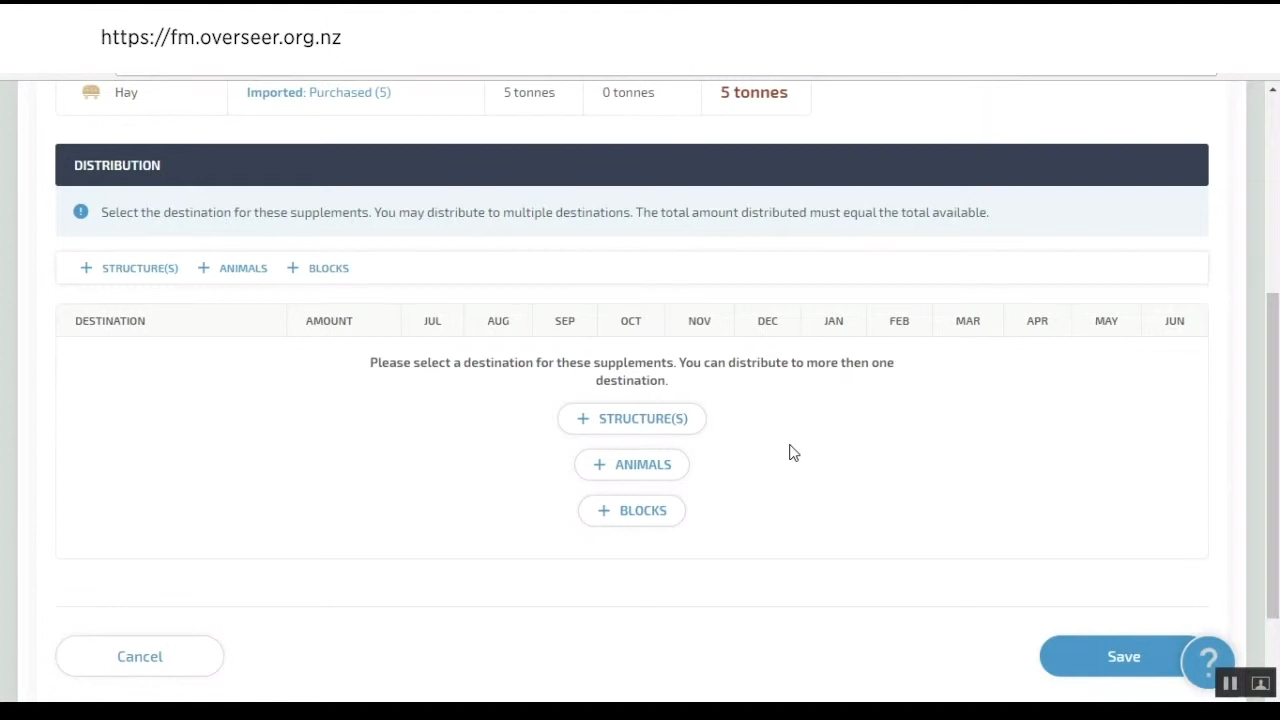 https://fm.overseer.org.nz
Hay Imported: Purchased (5) 5 tonnes 0 tonnes 5 tonnes
DISTRIBUTION
Select the destination for these supplements. You may distribute to multiple destinations. The total amount distributed must equal the total available.
+ STRUCTURE(S) + ANIMALS + BLOCKS
DESTINATION AMOUNT JUL AUG SEP OCT NOV DEC JAN FEB MAR APR MAY JUN
Please select a destination for these supplements. You can distribute to more then one
destination.
+ STRUCTURE(S)
+ ANIMALS
+ BLOCKS
Cancel Save ?